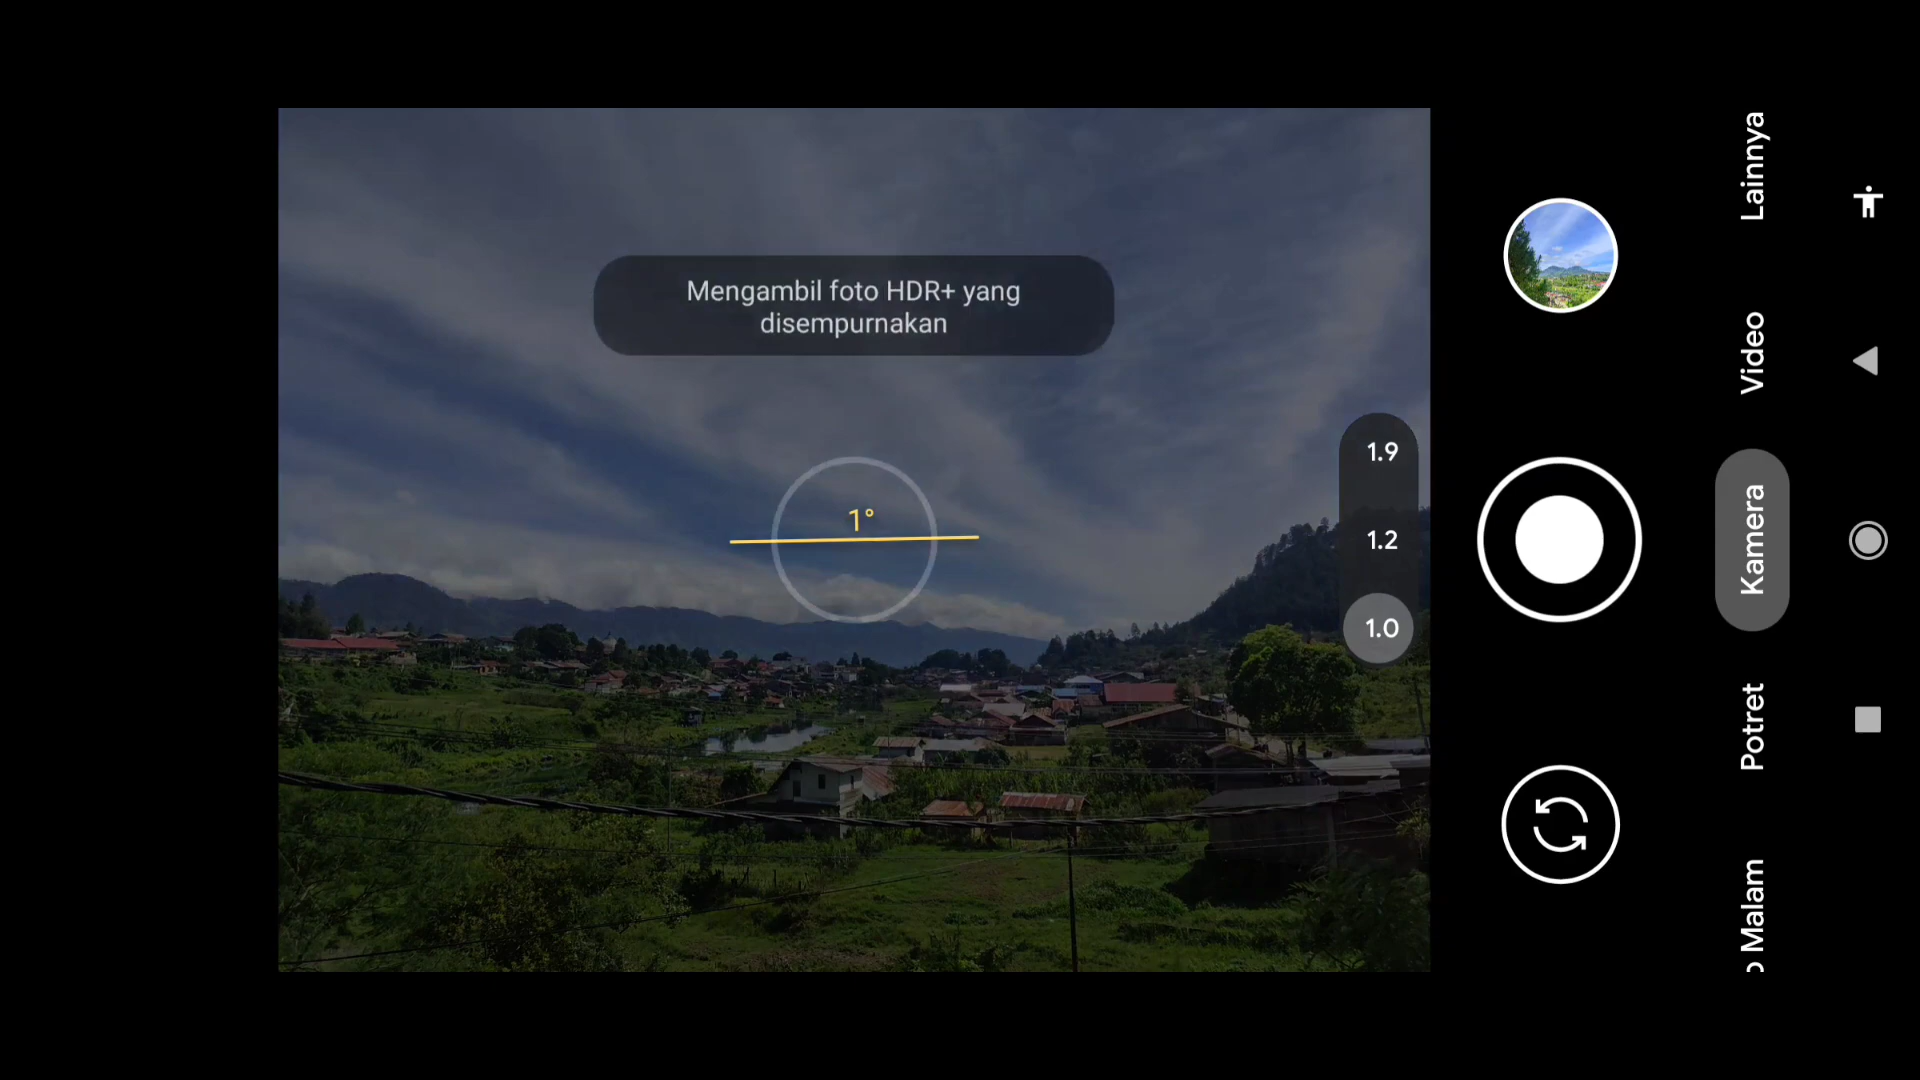 Mengambil foto HDR+ yang
disempurnakan
1°
1.9
1.2
1.0
Lainnya
Video
Kamera
Potret
Malam